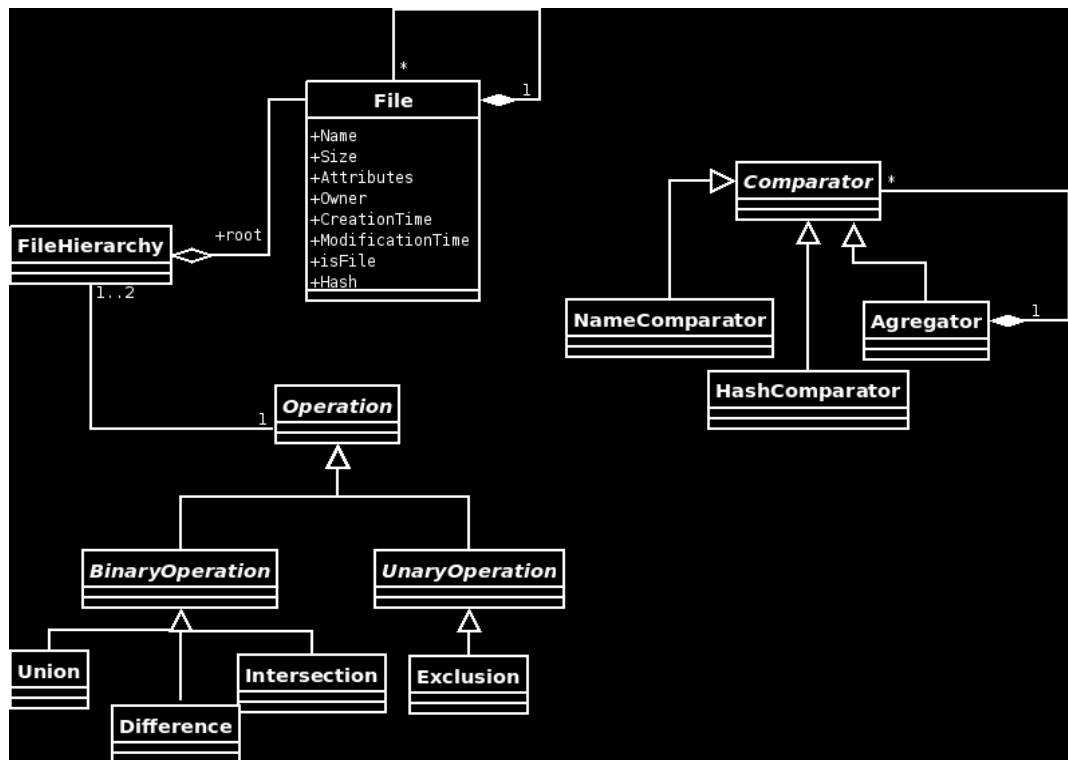 *
1
File
+Name
+Size
+Attributes
+Owner
+CreationTime
+ModificationTime
+isFile
+Hash
Comparator
*
+root
FileHierarchy
1..2
NameComparator
Agregator
1
HashComparator
Operation
1
BinaryOperation
UnaryOperation
Union
Intersection
Exclusion
Difference